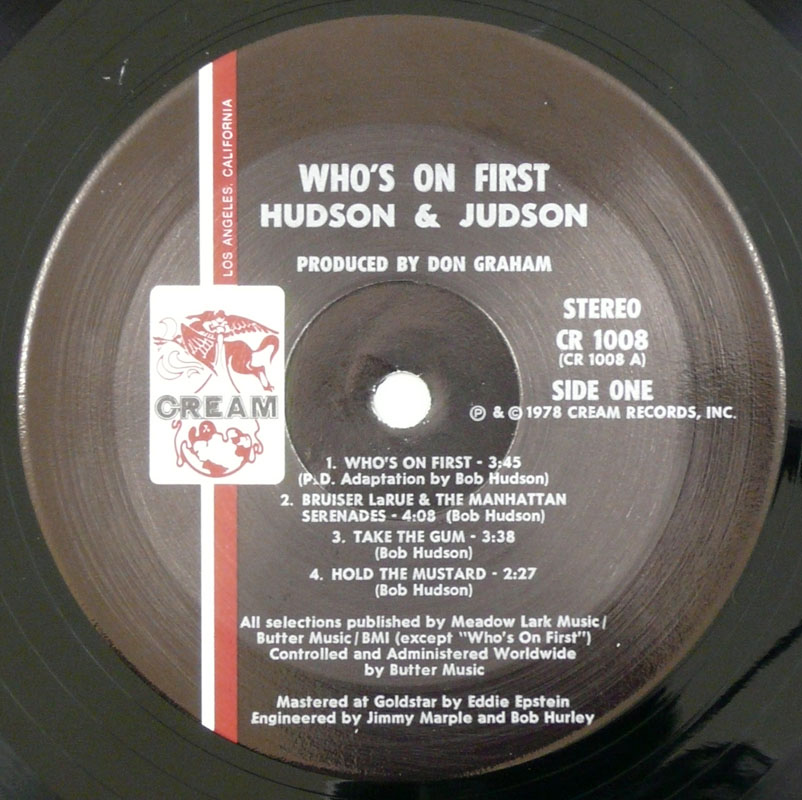 LOS ANGELES, CALIFORNIA
WHO'S ON FIRST
HUDSON & JUDSON
PRODUCED BY DON GRAHAM
STEREO
CR 1008
(CR 1008 A)
SIDE ONE
℗ & © 1978 CREAM RECORDS, INC.
CREAM
1. WHO'S ON FIRST - 3:45
(P.D. Adaptation by Bob Hudson)
2. BRUISER LaRUE & THE MANHATTAN
SERENADES - 4:08 (Bob Hudson)
3. TAKE THE GUM - 3:38
(Bob Hudson)
4. HOLD THE MUSTARD - 2:27
(Bob Hudson)
All selections published by Meadow Lark Music/
Butter Music/BMI (except "Who's On First")
Controlled and Administered Worldwide
by Butter Music
Mastered at Goldstar by Eddie Epstein
Engineered by Jimmy Marple and Bob Hurley